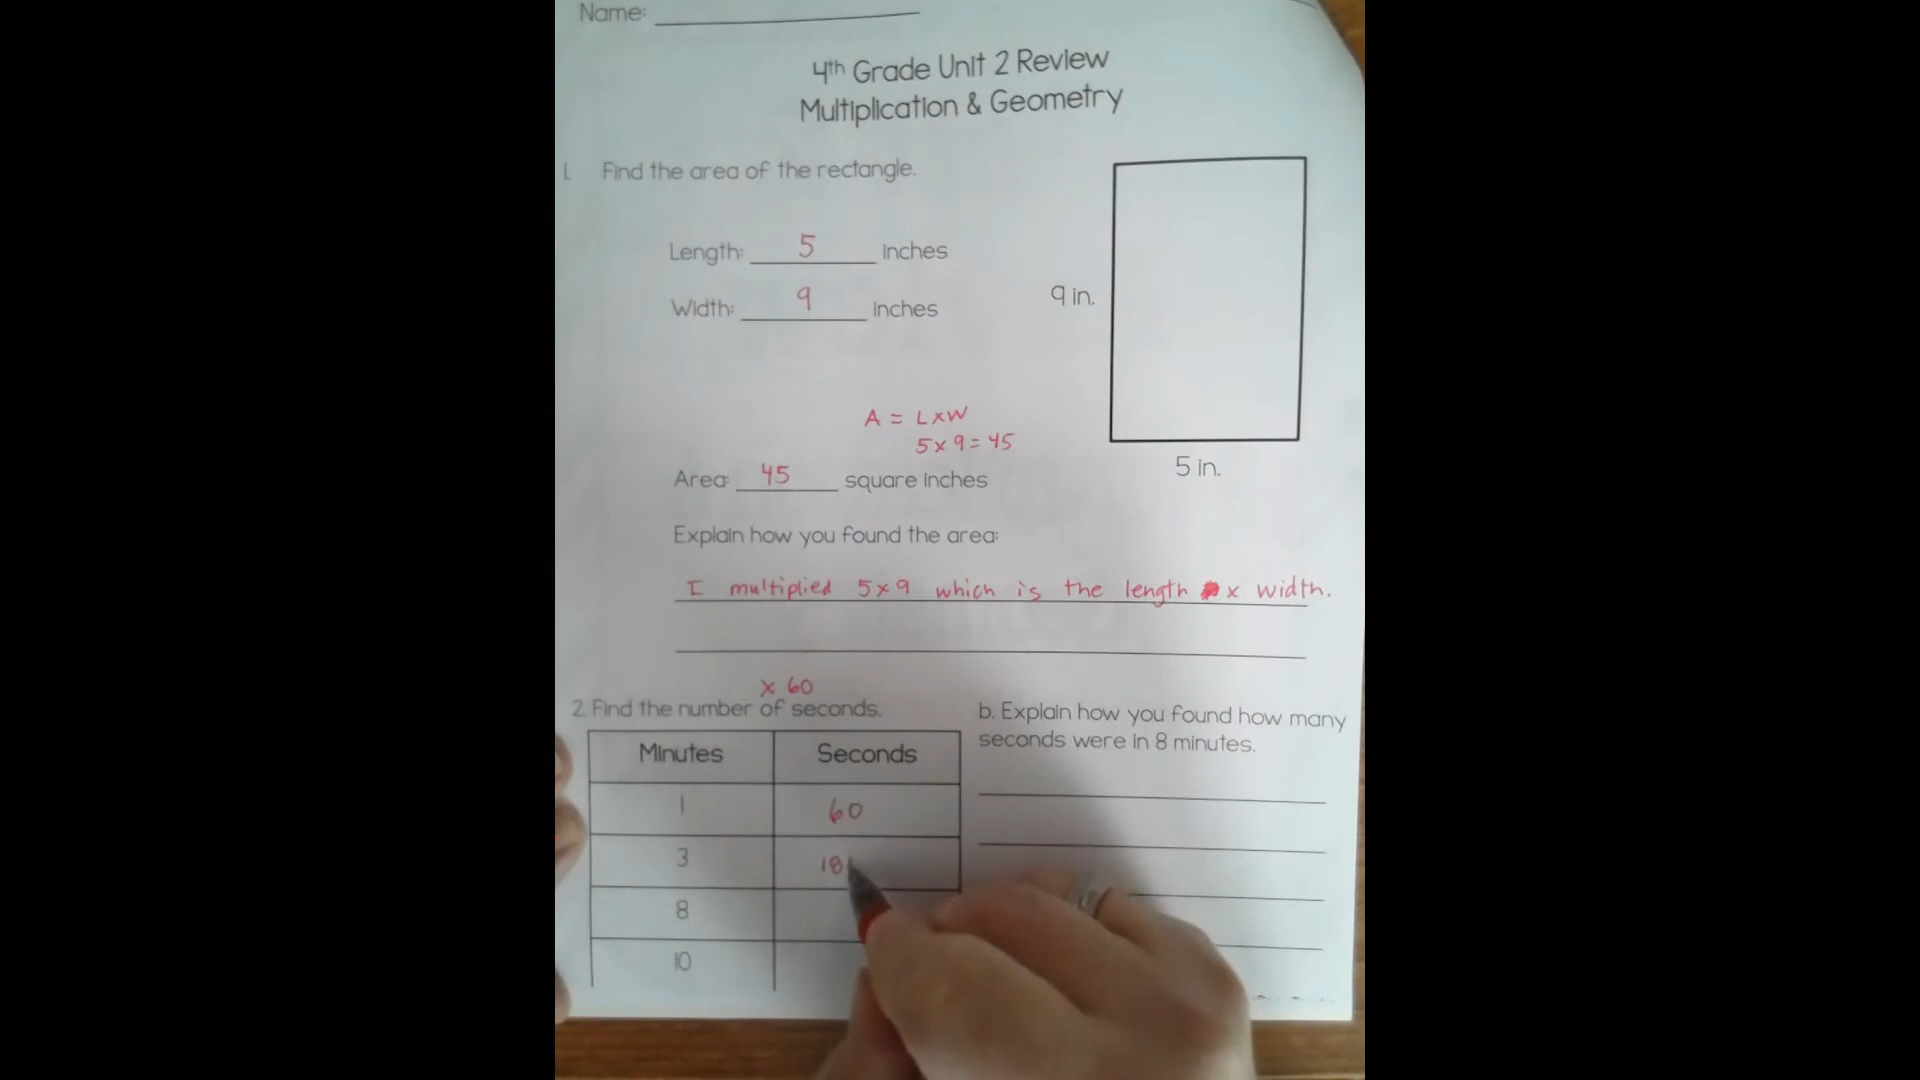 Name:
4th Grade Unit 2 Review
Multiplication & Geometry
1. Find the area of the rectangle.
Length: 5 inches
Width: 9 inches
9 in.
A = L x W
5 x 9 = 45
5 in.
Area: 45 square inches
Explain how you found the area:
I multiplied 5 x 9 which is the length x width.
x 60
2. Find the number of seconds.
Minutes Seconds
1 60
3 18
8
10
b. Explain how you found how many
seconds were in 8 minutes.